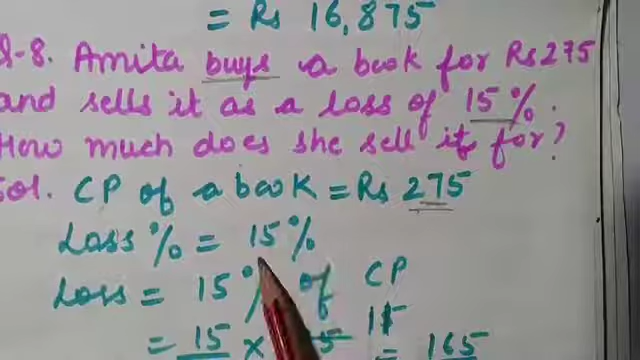 = Rs 16,875
Q-8. Amita buys a book for Rs 275
and sells it as a loss of 15%.
How much does she sell it for?
Sol. CP of a book = Rs 275
Loss % = 15%
Loss = 15% of CP
= 15 × = 165